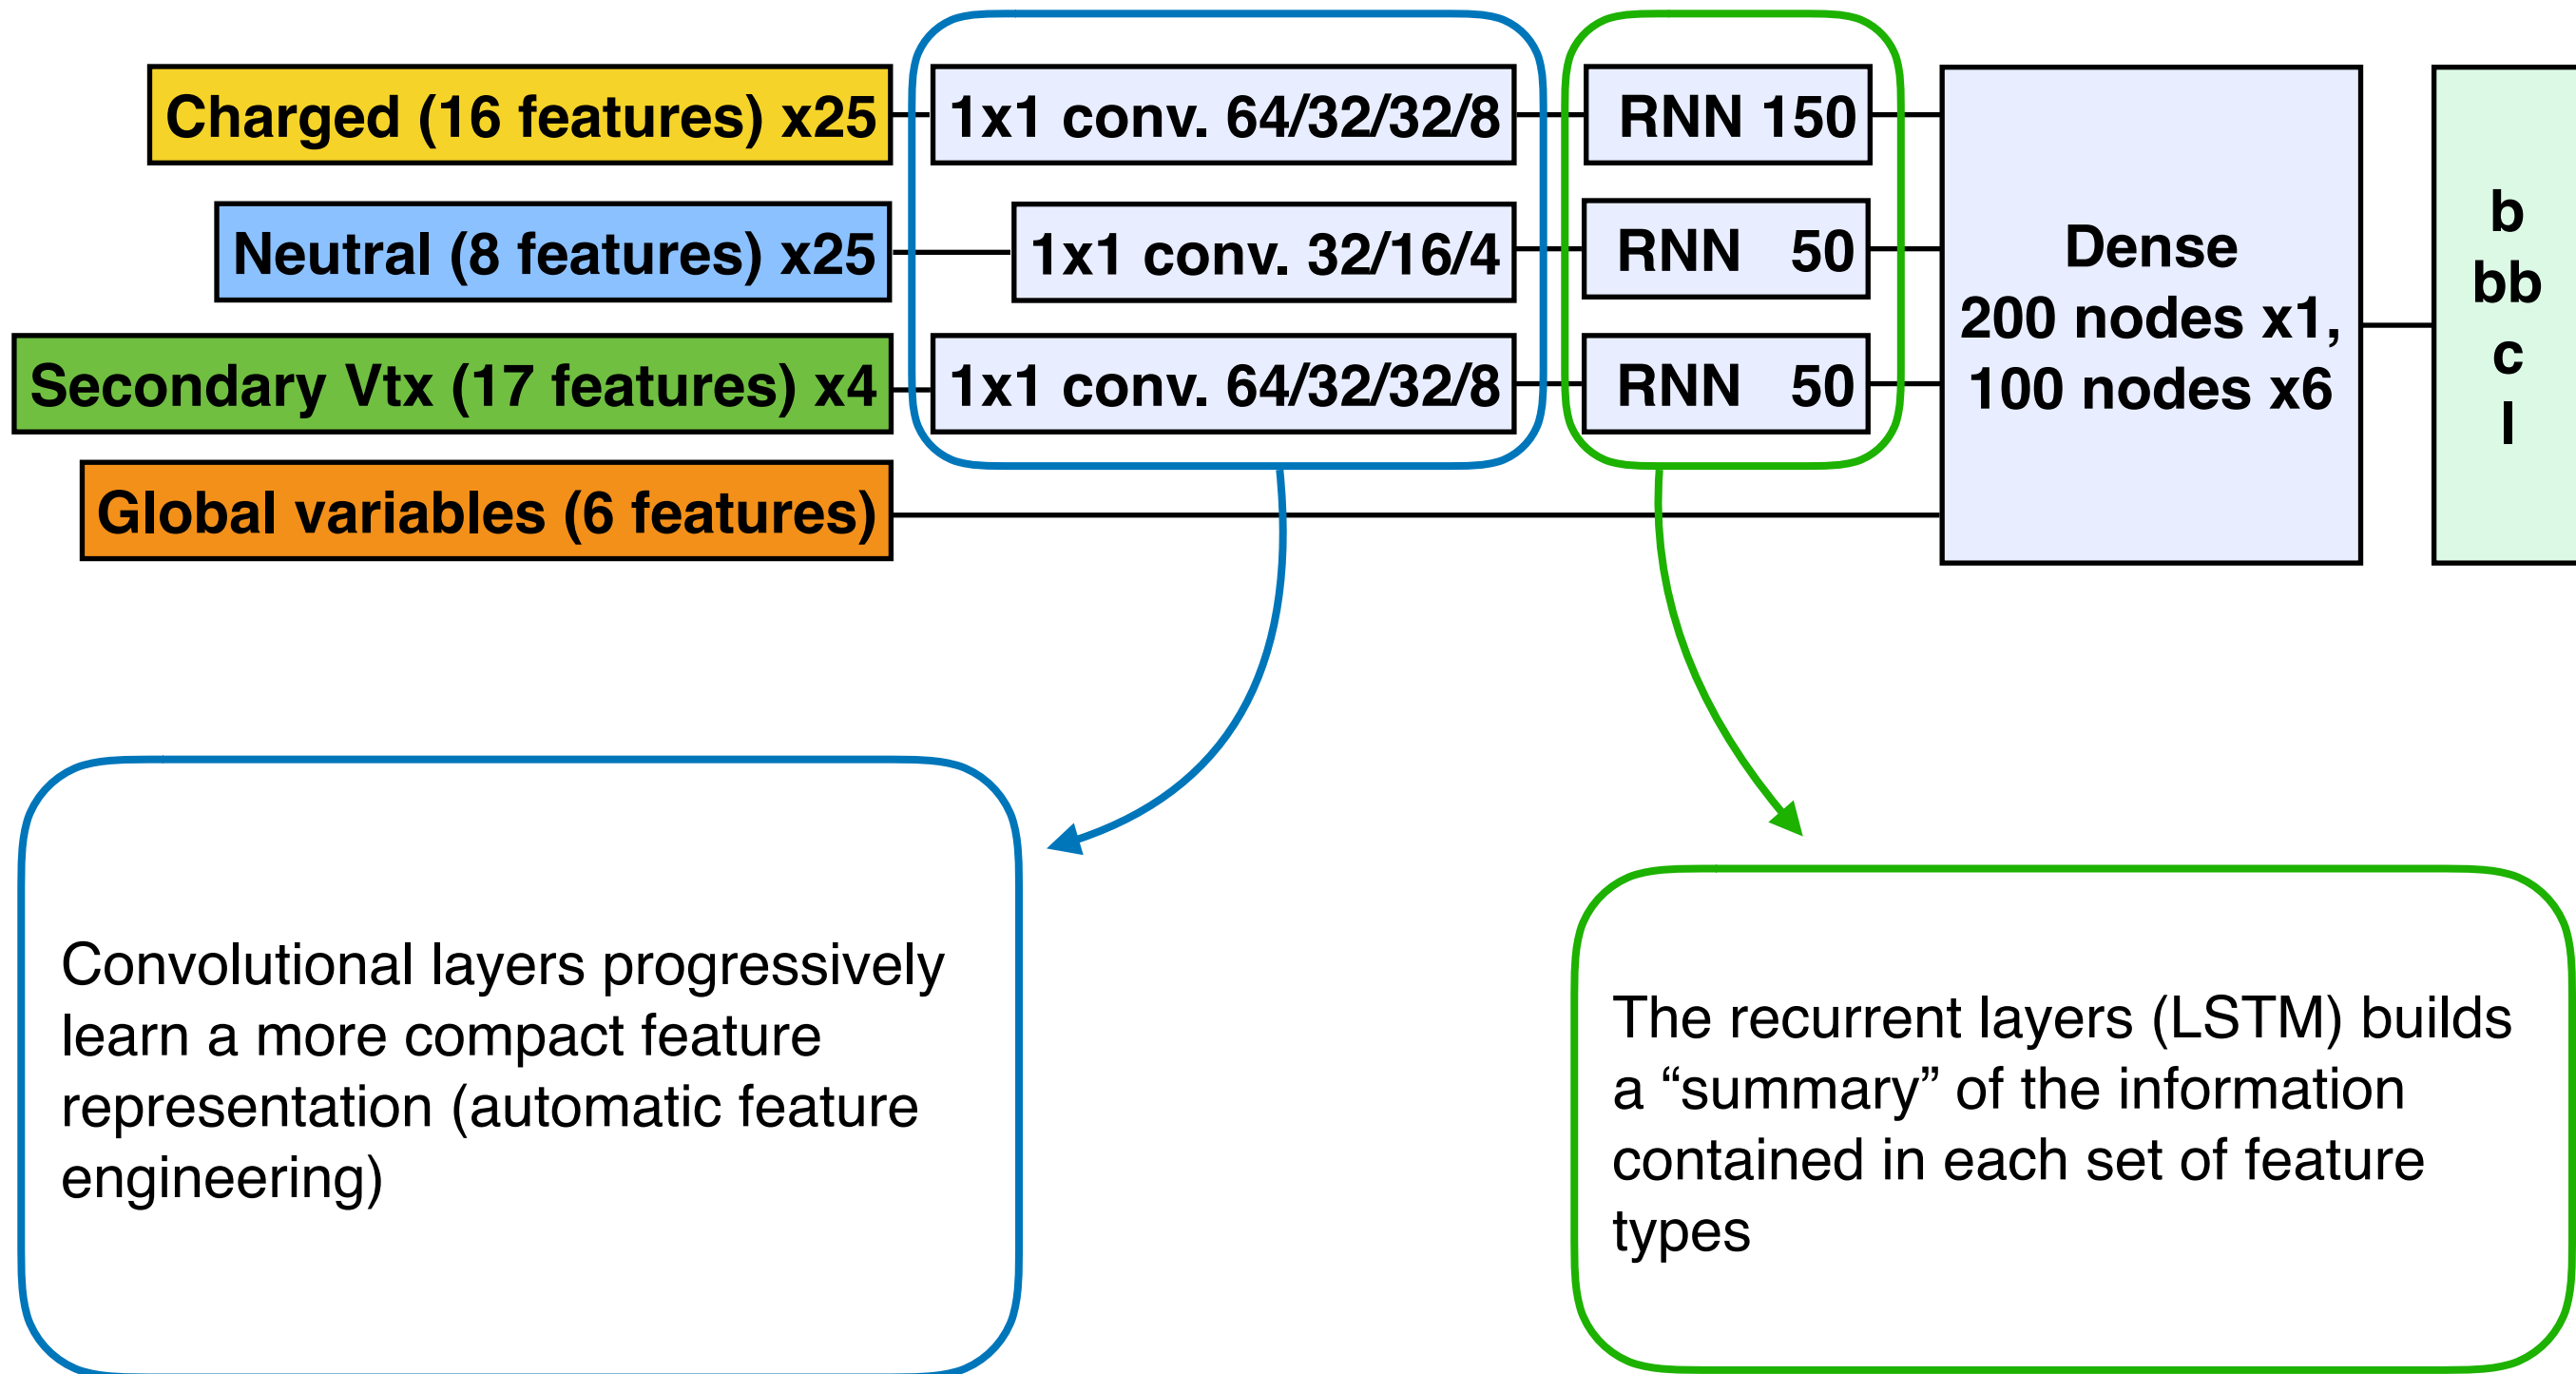 Charged (16 features) x25
1x1 conv. 64/32/32/8
RNN 150
Neutral (8 features) x25
1x1 conv. 32/16/4
RNN 50
Secondary Vtx (17 features) x4
1x1 conv. 64/32/32/8
RNN 50
Global variables (6 features)
Dense
200 nodes x1,
100 nodes x6
b
bb
c
l
Convolutional layers progressively
learn a more compact feature
representation (automatic feature
engineering)
The recurrent layers (LSTM) builds
a “summary” of the information
contained in each set of feature
types